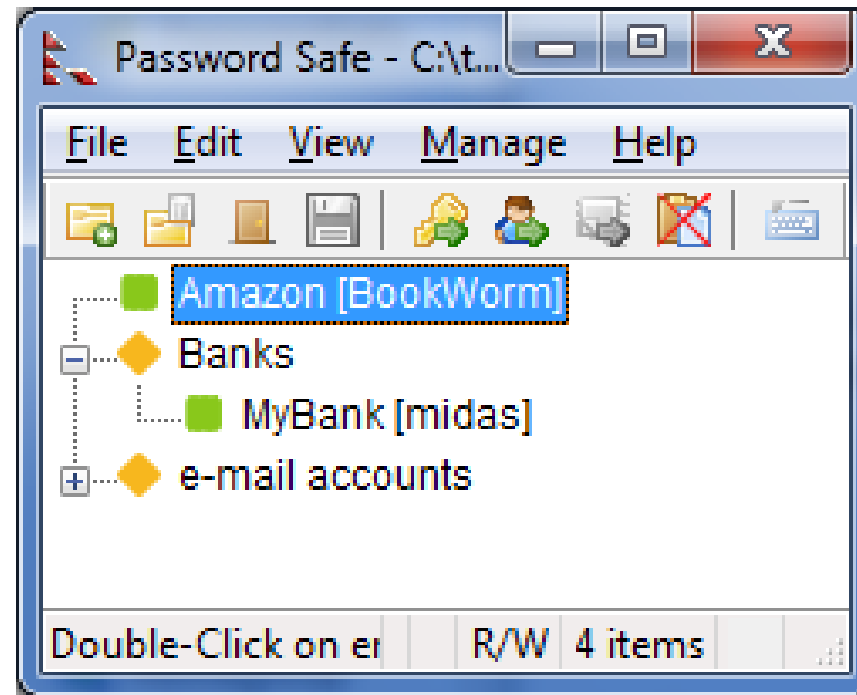 Password Safe - C:\t...
File Edit View Manage Help
Amazon [BookWorm]
Banks
MyBank [midas]
e-mail accounts
Double-Click on er R/W 4 items